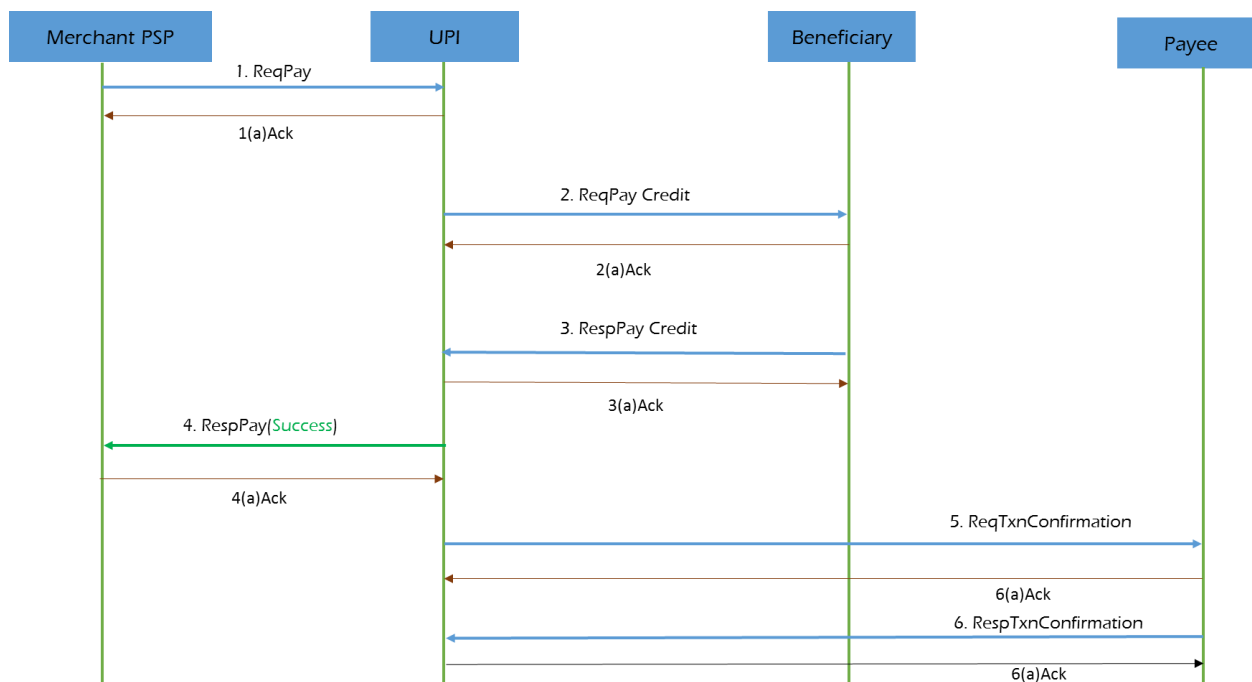 Merchant PSP
UPI
Beneficiary
Payee
1. ReqPay
1(a)Ack
2. ReqPay Credit
2(a)Ack
3. RespPay Credit
3(a)Ack
4. RespPay(Success)
4(a)Ack
5. ReqTxnConfirmation
6(a)Ack
6. RespTxnConfirmation
6(a)Ack